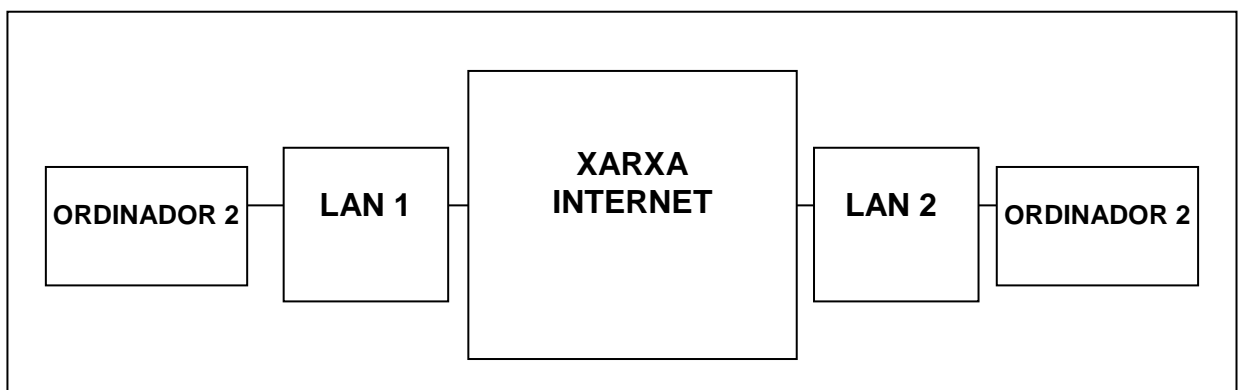 ORDINADOR 2
LAN 1
XARXA
INTERNET
LAN 2
ORDINADOR 2